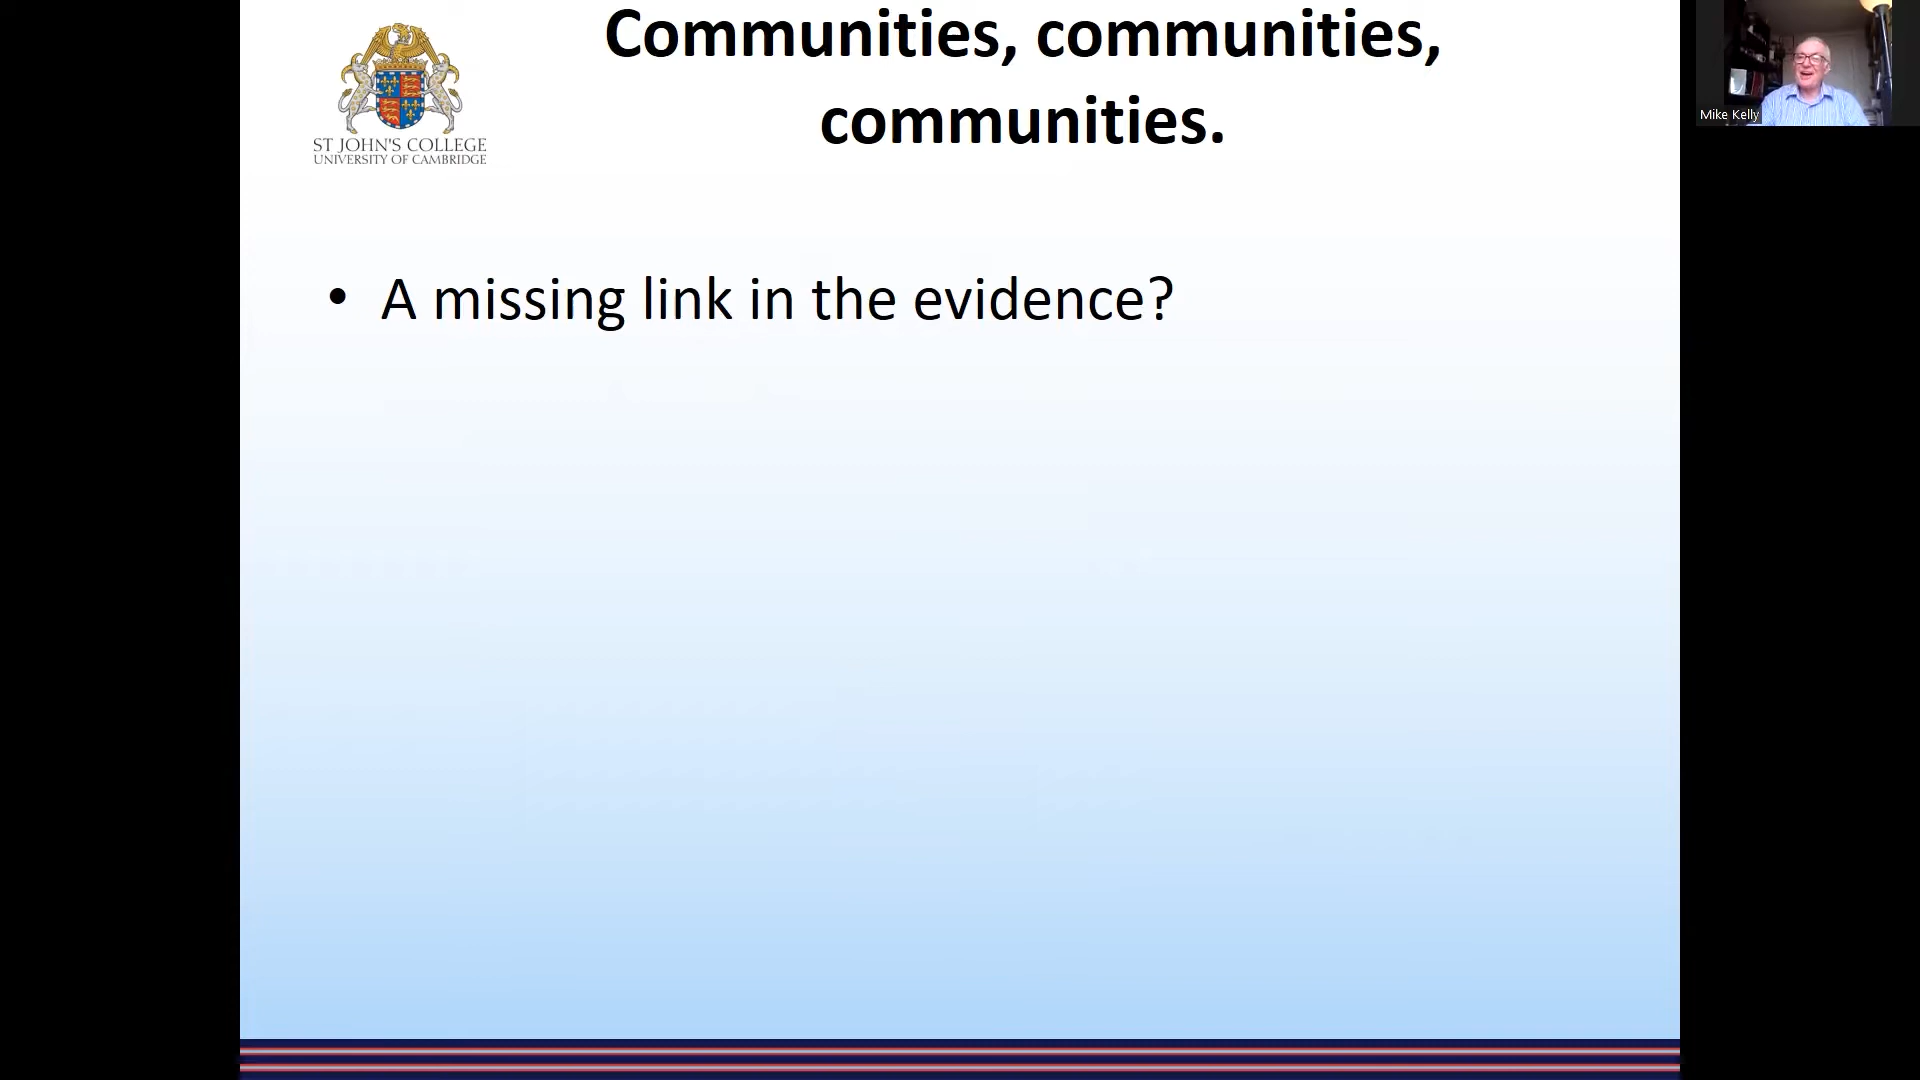 Communities, communities,
communities.
ST JOHN'S COLLEGE
UNIVERSITY OF CAMBRIDGE
• A missing link in the evidence?
Mike Kelly